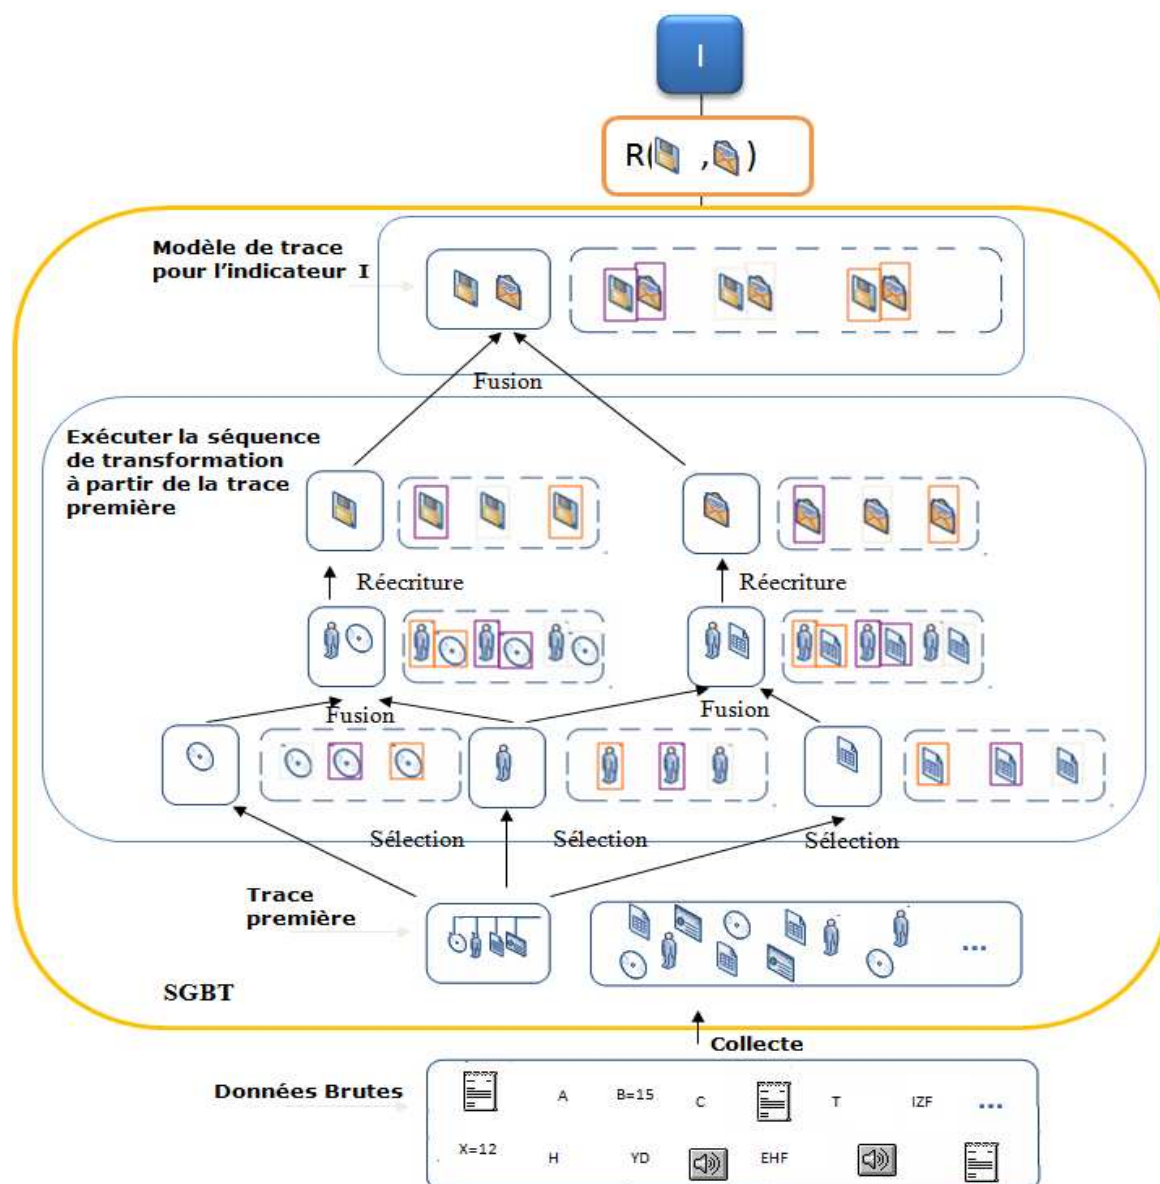 I
R( , )
Modèle de trace
pour l'indicateur I
Fusion
Exécuter la séquence
de transformation
à partir de la trace
première
Réecriture
Réecriture
Fusion
Fusion
Sélection
Sélection
Sélection
Trace
première
...
SGBT
Collecte
Données Brutes
A B=15 C T IZF ...
X=12 H YD EHF